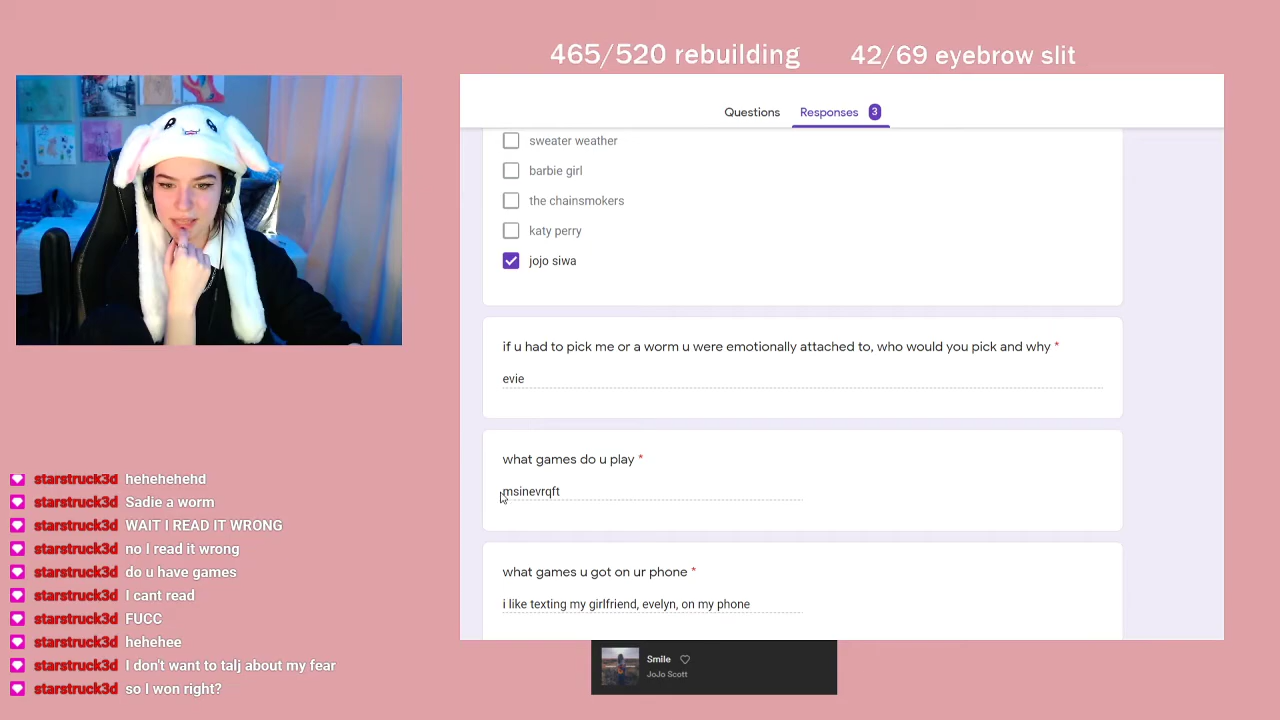 465/520 rebuilding
42/69 eyebrow slit
Questions
Responses 3
sweater weather
barbie girl
the chainsmokers
katy perry
jojo siwa
if u had to pick me or a worm u were emotionally attached to, who would you pick and why *
evie
what games do u play *
msinevrqft
what games u got on ur phone *
i like texting my girlfriend, evelyn, on my phone
starstruck3d hehehehehd
starstruck3d Sadie a worm
starstruck3d WAIT I READ IT WRONG
starstruck3d no I read it wrong
starstruck3d do u have games
starstruck3d I cant read
starstruck3d FUCC
starstruck3d hehehee
starstruck3d I don't want to talj about my fear
starstruck3d so I won right?
Smile
JoJo Scott